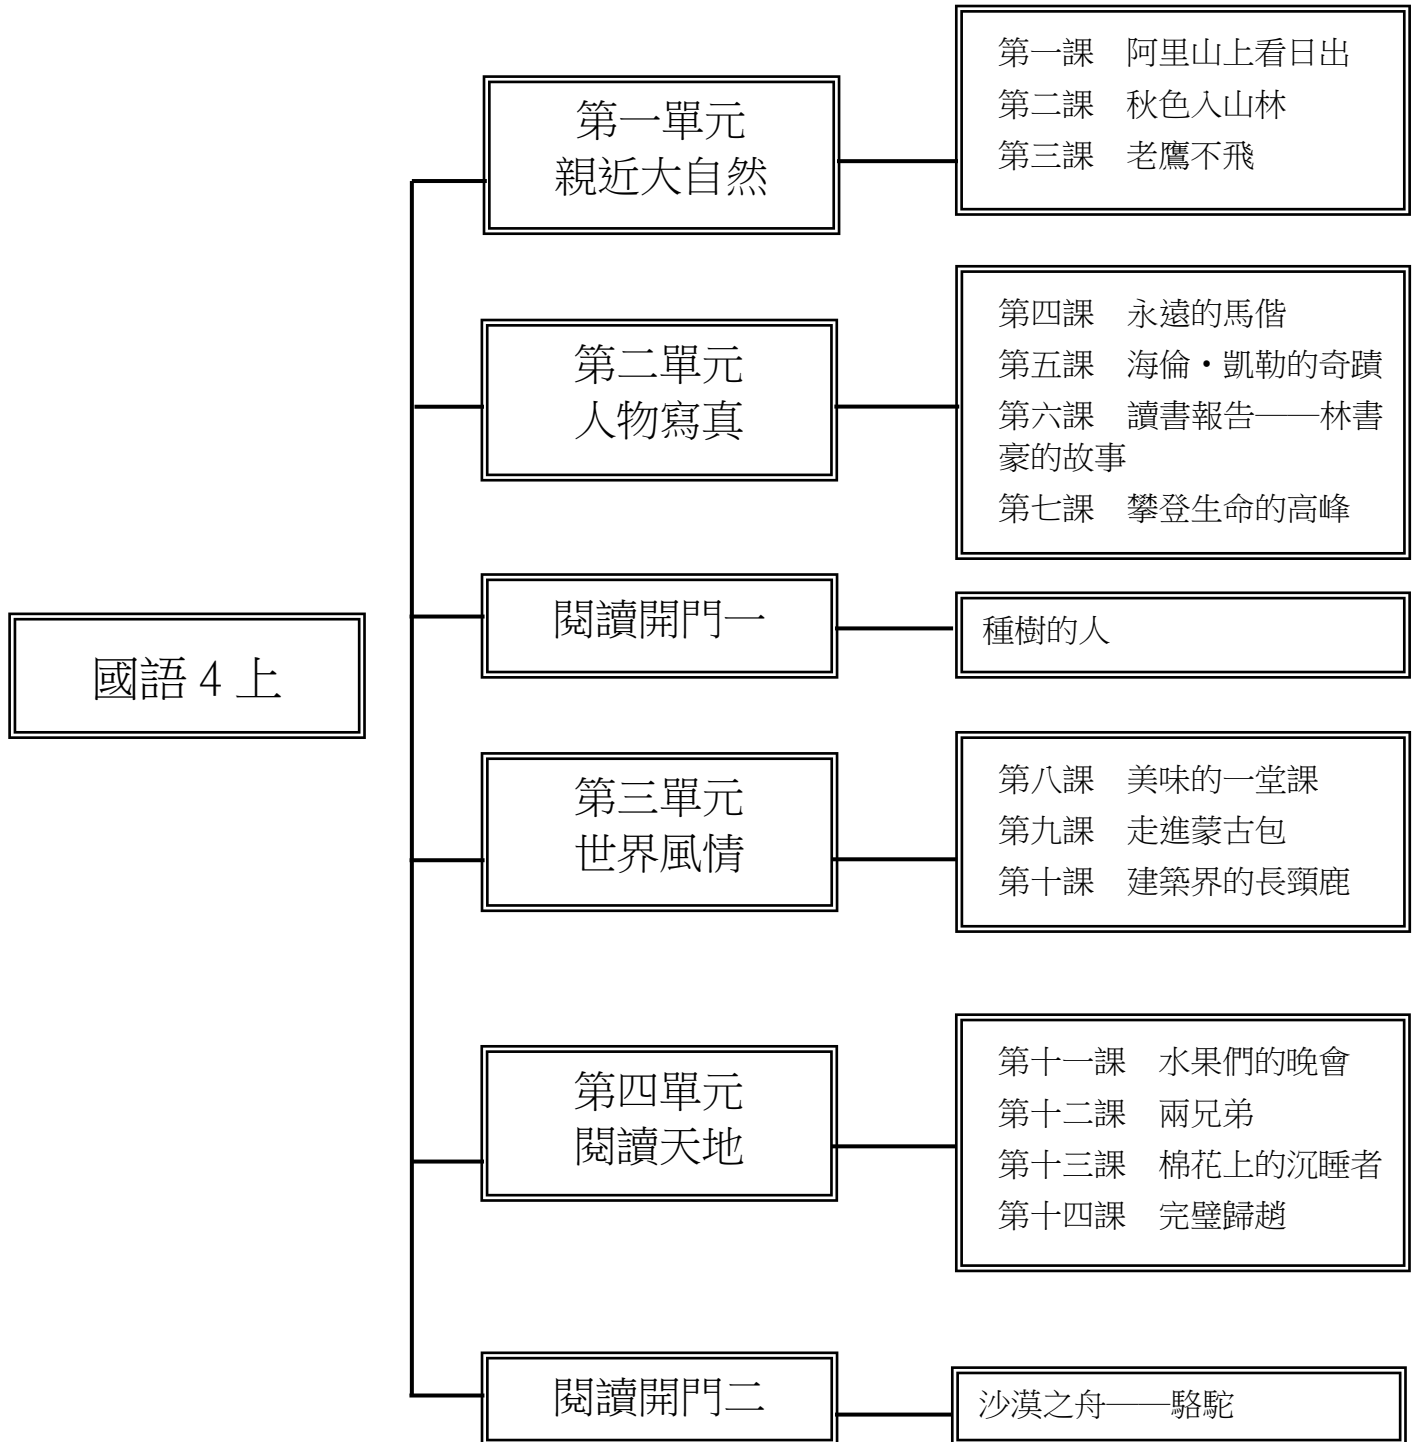 國語 4 上
第一單元
親近大自然
第一課　阿里山上看日出
第二課　秋色入山林
第三課　老鷹不飛
第二單元
人物寫真
第四課　永遠的馬偕
第五課　海倫・凱勒的奇蹟
第六課　讀書報告──林書
豪的故事
第七課　攀登生命的高峰
閱讀開門一
種樹的人
第三單元
世界風情
第八課　美味的一堂課
第九課　走進蒙古包
第十課　建築界的長頸鹿
第四單元
閱讀天地
第十一課　水果們的晚會
第十二課　兩兄弟
第十三課　棉花上的沉睡者
第十四課　完璧歸趙
閱讀開門二
沙漠之舟──駱駝